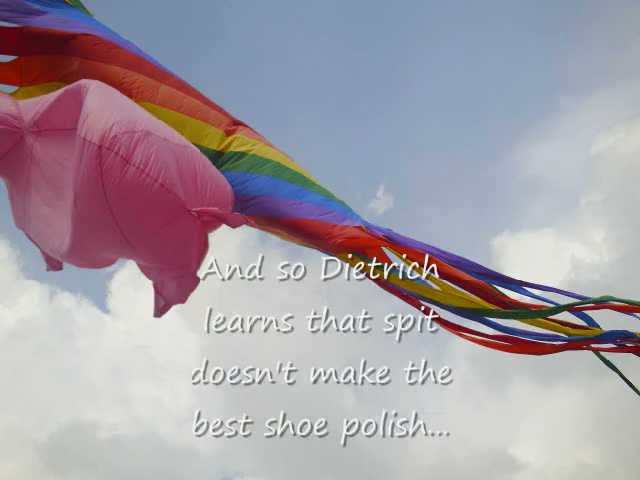 And so Dietrich
learns that spit
doesn't make the
best shoe polish...